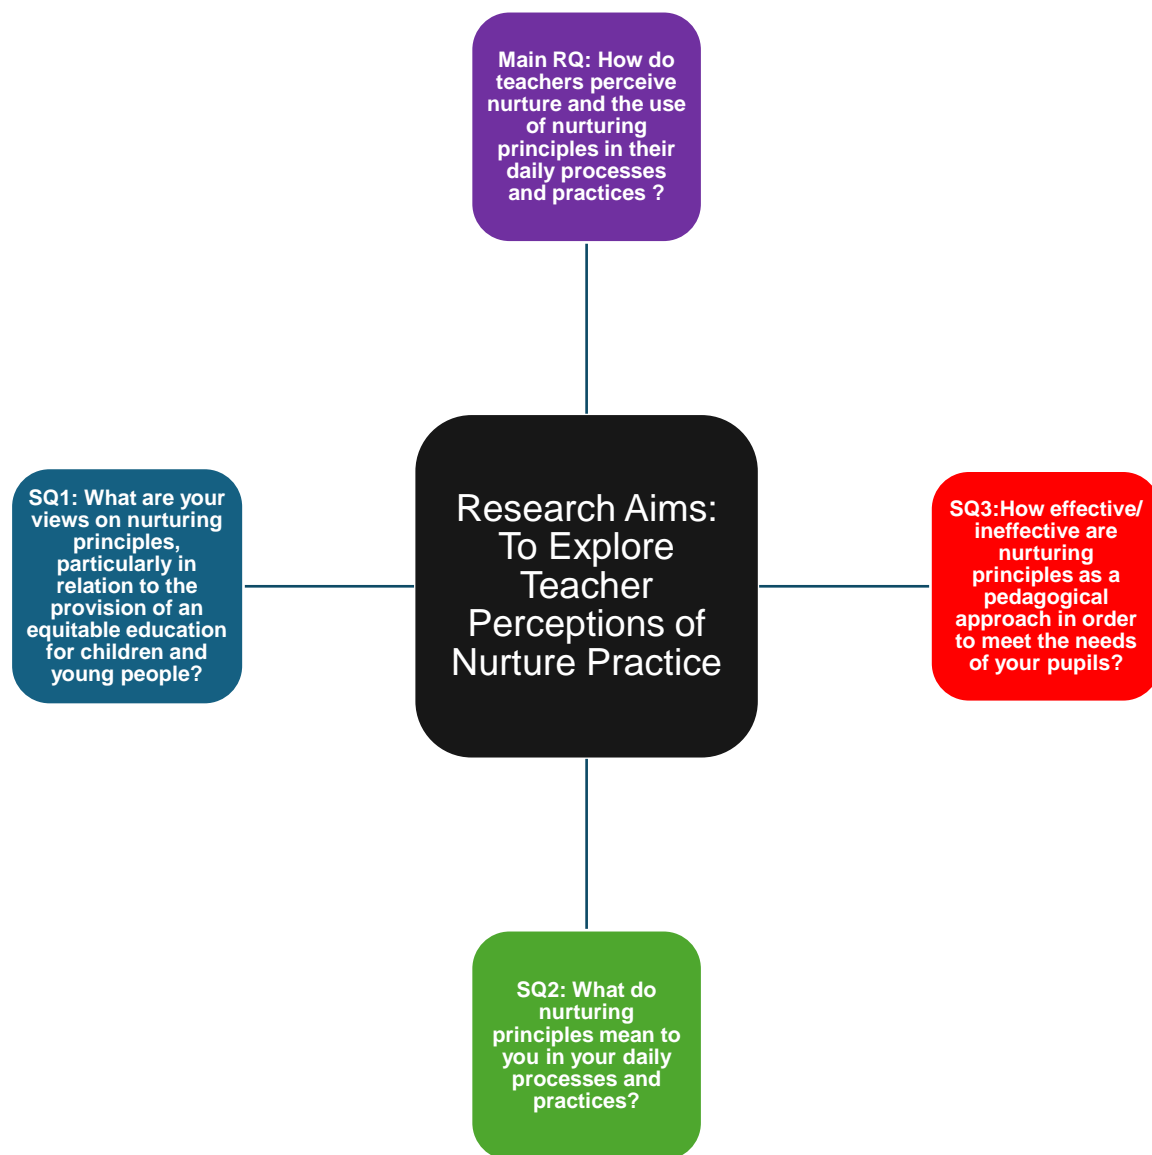 Main RQ: How do
teachers perceive
nurture and the use
of nurturing
principles in their
daily processes
and practices ?
SQ1: What are your
views on nurturing
principles,
particularly in
relation to the
provision of an
equitable education
for children and
young people?
Research Aims:
To Explore
Teacher
Perceptions of
Nurture Practice
SQ3:How effective/
ineffective are
nurturing
principles as a
pedagogical
approach in order
to meet the needs
of your pupils?
SQ2: What do
nurturing
principles mean to
you in your daily
processes and
practices?